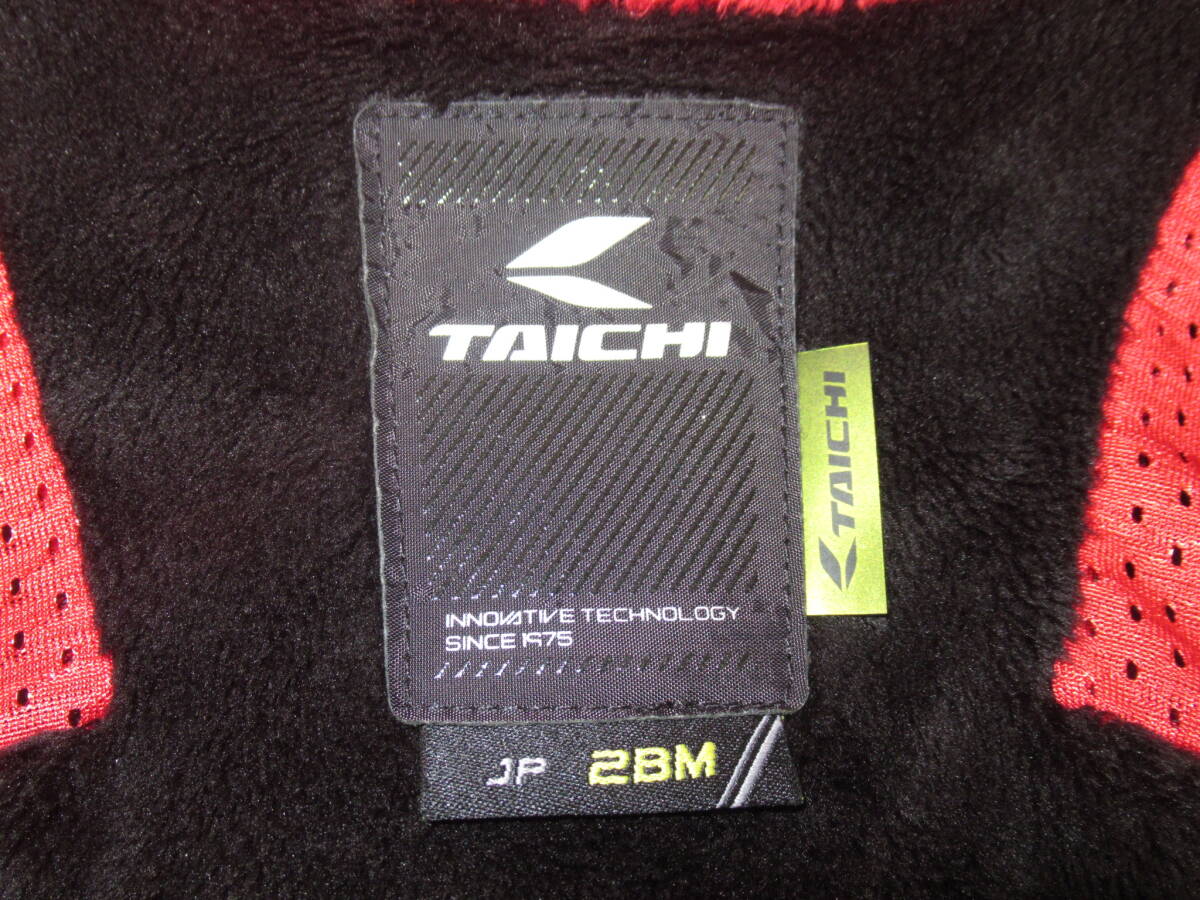 TAICHI
TAICHI
INNOVATIVE TECHNOLOGY
SINCE 1975
JP 2BM